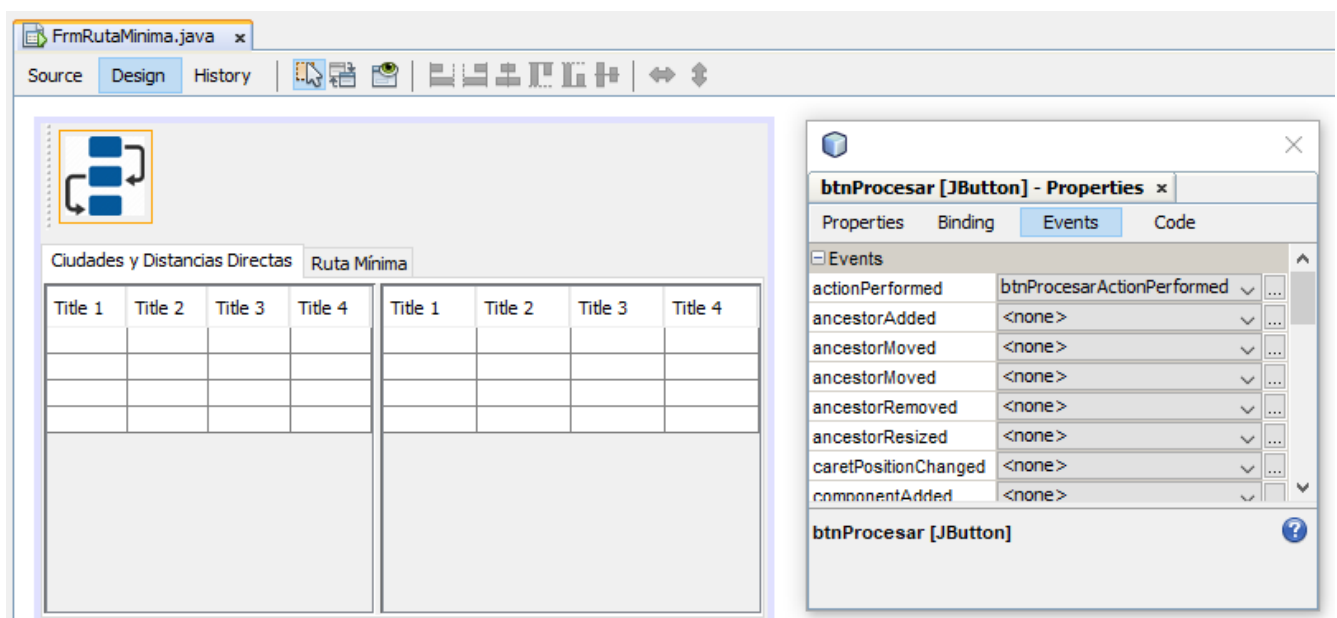 FrmRutaMinima.java x
Source Design History
btnProcesar [JButton] - Properties x
Properties Binding Events Code
Ciudades y Distancias Directas Ruta Mínima
Title 1 Title 2 Title 3 Title 4 Title 1 Title 2 Title 3 Title 4
Events
actionPerformed btnProcesarActionPerformed ...
ancestorAdded <none> ...
ancestorMoved <none> ...
ancestorMoved <none> ...
ancestorRemoved <none> ...
ancestorResized <none> ...
caretPositionChanged <none> ...
componentAdded <none>
btnProcesar [JButton] ?